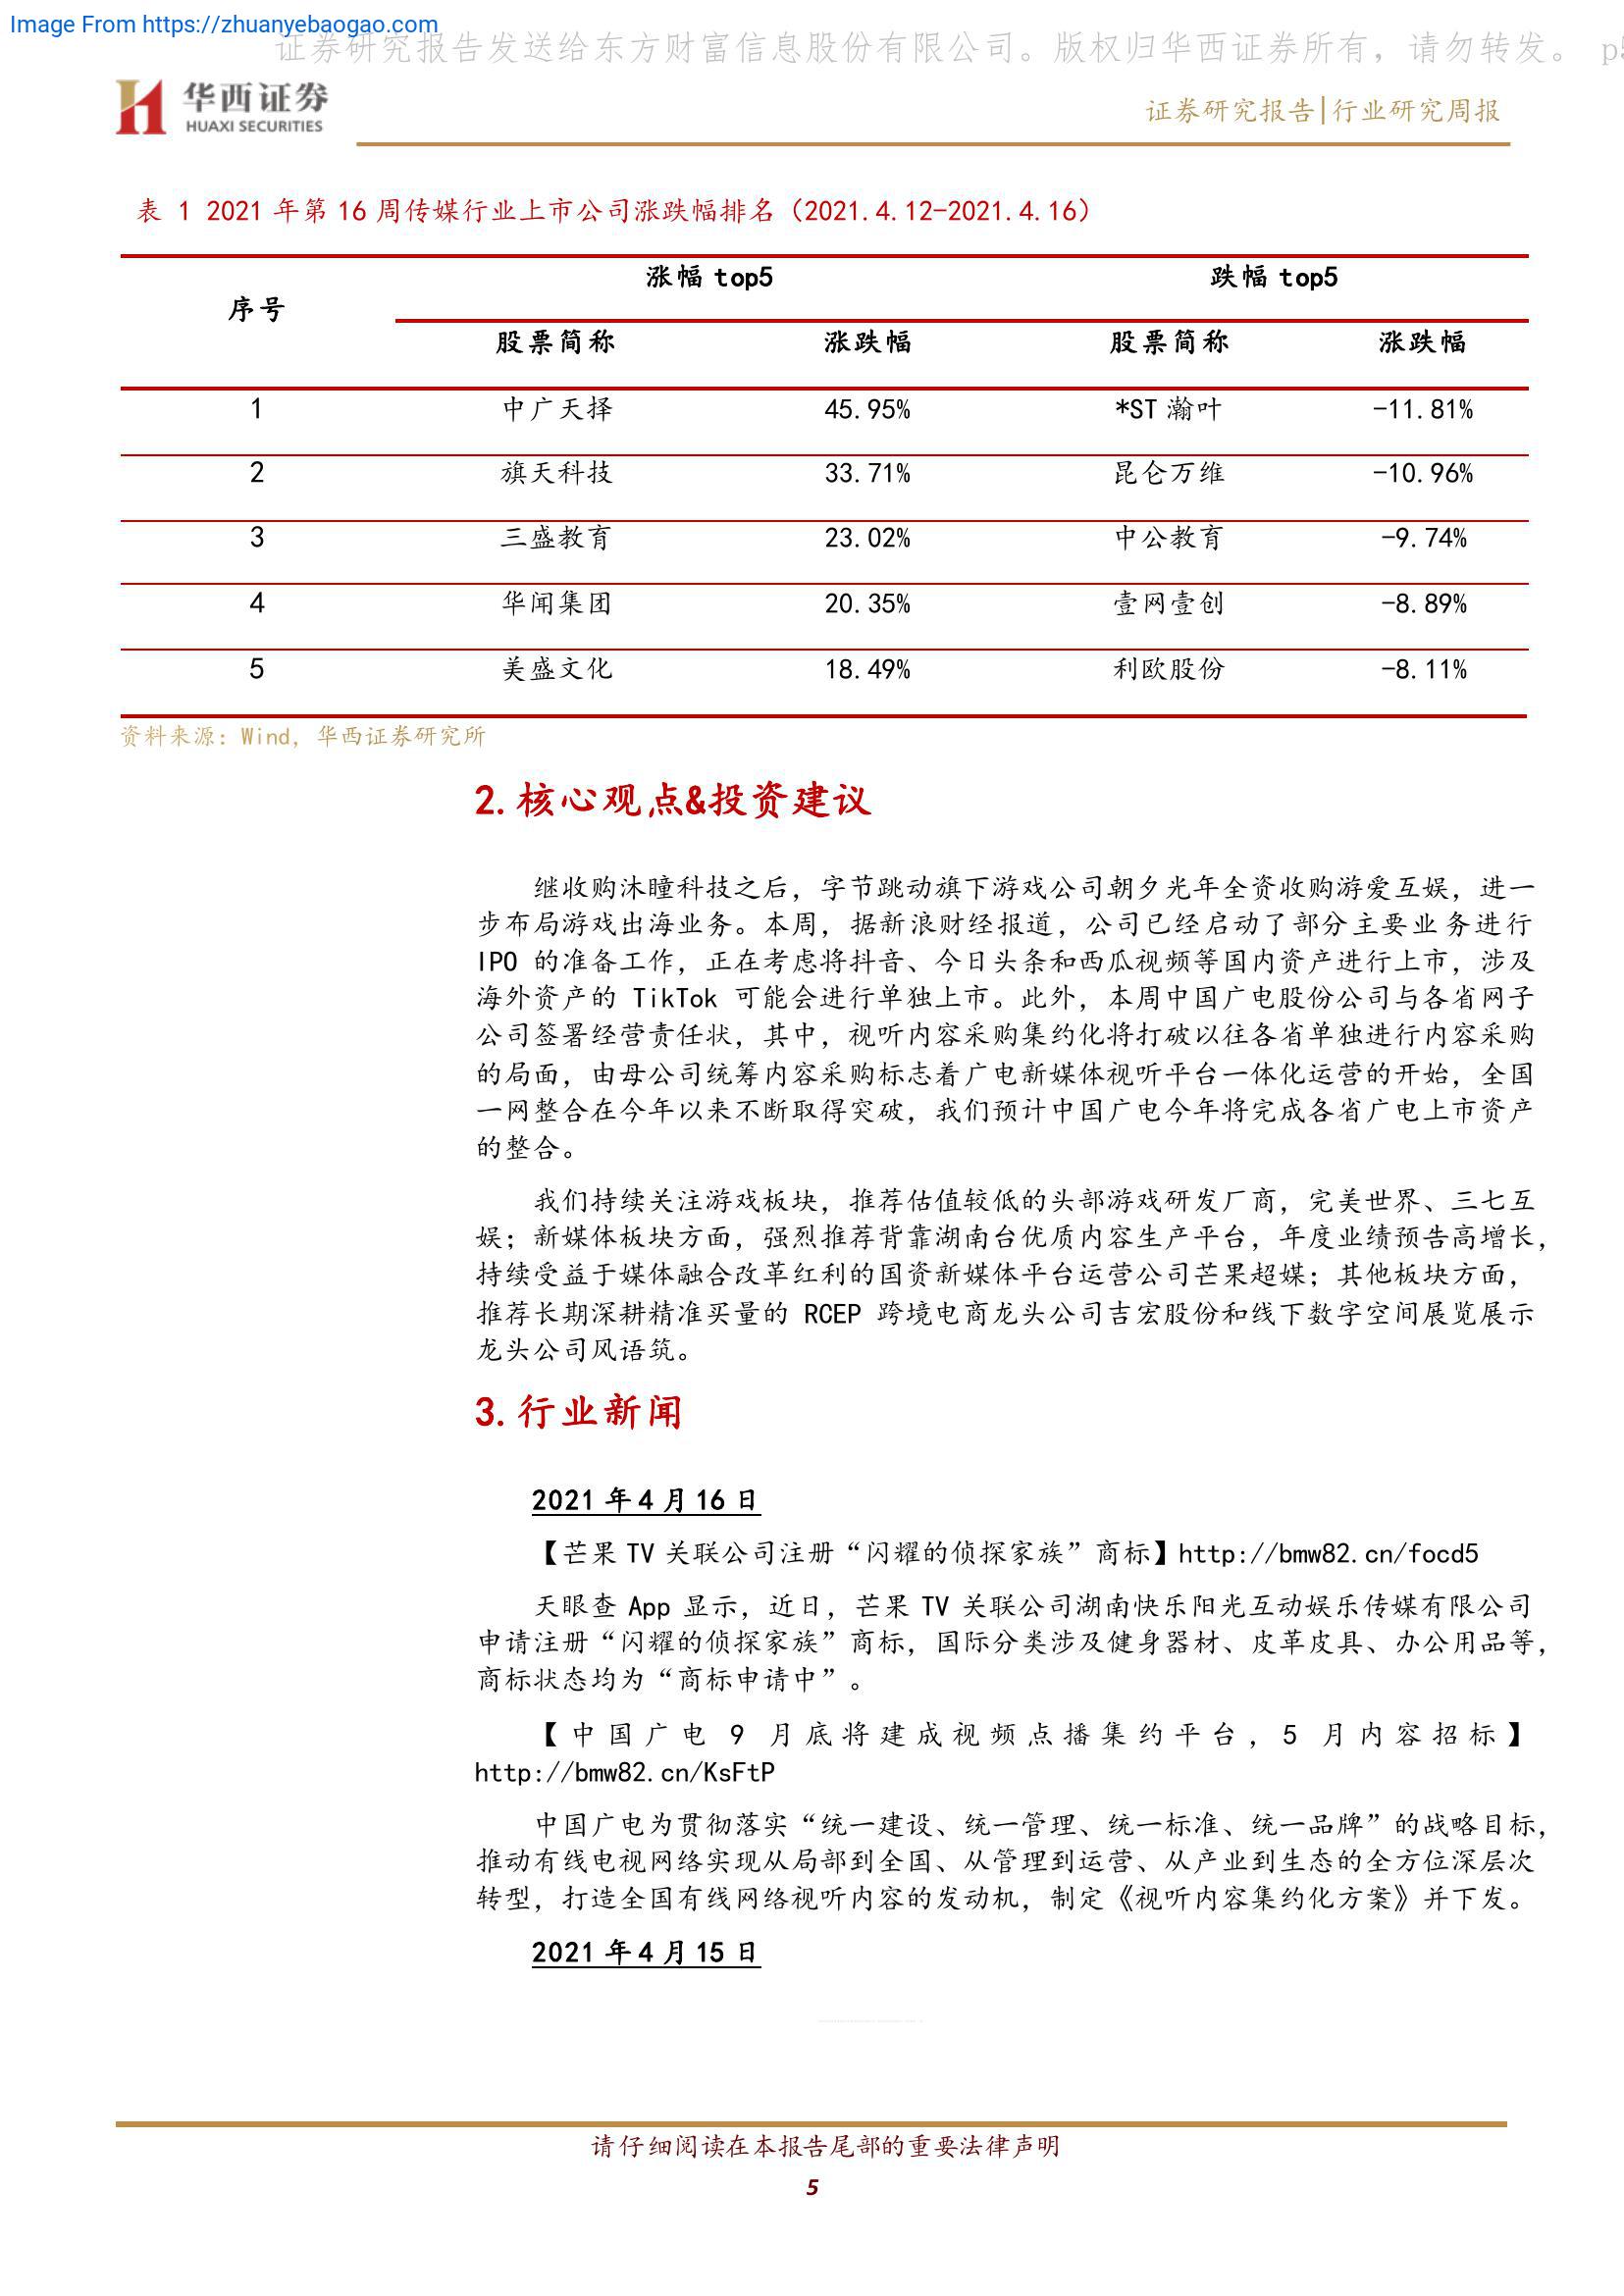 Image From https://zhuanyebaogao.com
证券研究报告发送给东方财富信息股份有限公司。版权归华西证券所有，请勿转发。 p5
华西证券
HUAXI SECURITIES
证券研究报告|行业研究周报
表 1 2021 年第 16 周传媒行业上市公司涨跌幅排名（2021.4.12-2021.4.16）
序号 涨幅 top5 跌幅 top5
股票简称 涨跌幅 股票简称 涨跌幅
1 中广天择 45.95% *ST 瀚叶 -11.81%
2 旗天科技 33.71% 昆仑万维 -10.96%
3 三盛教育 23.02% 中公教育 -9.74%
4 华闻集团 20.35% 壹网壹创 -8.89%
5 美盛文化 18.49% 利欧股份 -8.11%
资料来源：Wind，华西证券研究所
2.核心观点&投资建议
继收购沐瞳科技之后，字节跳动旗下游戏公司朝夕光年全资收购游爱互娱，进一
步布局游戏出海业务。本周，据新浪财经报道，公司已经启动了部分主要业务进行
IPO 的准备工作，正在考虑将抖音、今日头条和西瓜视频等国内资产进行上市，涉及
海外资产的 TikTok 可能会进行单独上市。此外，本周中国广电股份公司与各省网子
公司签署经营责任状，其中，视听内容采购集约化将打破以往各省单独进行内容采购
的局面，由母公司统筹内容采购标志着广电新媒体视听平台一体化运营的开始，全国
一网整合在今年以来不断取得突破，我们预计中国广电今年将完成各省广电上市资产
的整合。
我们持续关注游戏板块，推荐估值较低的头部游戏研发厂商，完美世界、三七互
娱；新媒体板块方面，强烈推荐背靠湖南台优质内容生产平台，年度业绩预告高增长，
持续受益于媒体融合改革红利的国资新媒体平台运营公司芒果超媒；其他板块方面，
推荐长期深耕精准买量的 RCEP 跨境电商龙头公司吉宏股份和线下数字空间展览展示
龙头公司风语筑。
3.行业新闻
2021 年 4 月 16 日
【芒果 TV 关联公司注册“闪耀的侦探家族”商标】http://bmw82.cn/focd5
天眼查 App 显示，近日，芒果 TV 关联公司湖南快乐阳光互动娱乐传媒有限公司
申请注册“闪耀的侦探家族”商标，国际分类涉及健身器材、皮革皮具、办公用品等，
商标状态均为“商标申请中”。
【中国广电 9 月底将建成视频点播集约平台，5 月内容招标】
http://bmw82.cn/KsFtP
中国广电为贯彻落实“统一建设、统一管理、统一标准、统一品牌”的战略目标，
推动有线电视网络实现从局部到全国、从管理到运营、从产业到生态的全方位深层次
转型，打造全国有线网络视听内容的发动机，制定《视听内容集约化方案》并下发。
2021 年 4 月 15 日
请仔细阅读在本报告尾部的重要法律声明
5